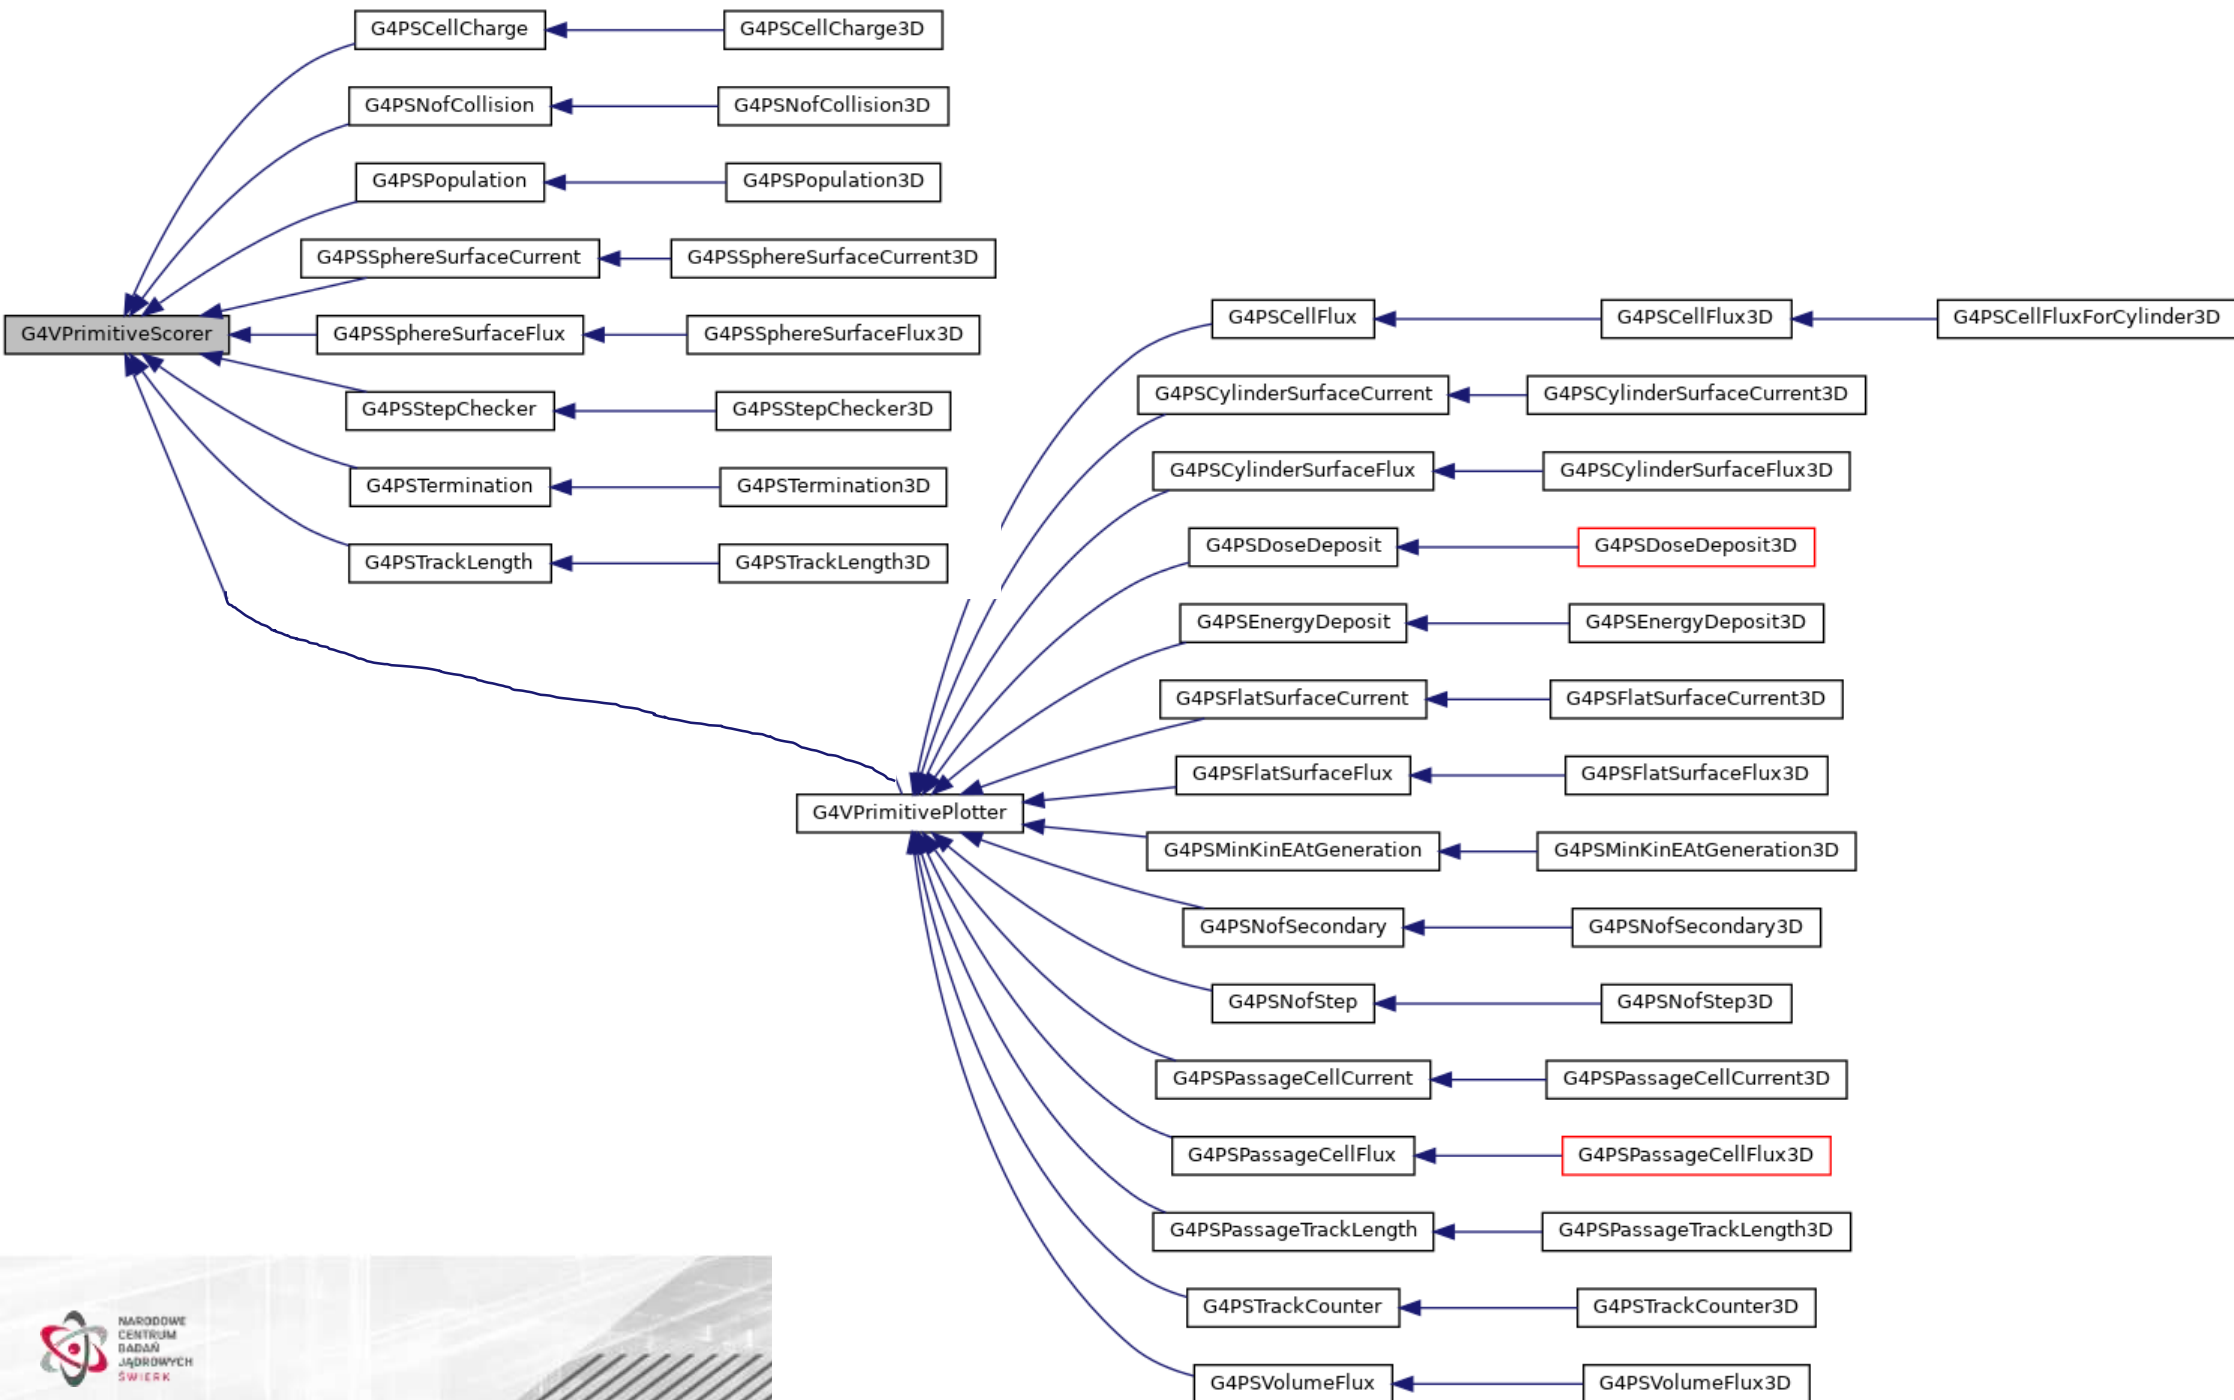 G4PSCellCharge
G4PSCellCharge3D
G4PSNofCollision
G4PSNofCollision3D
G4PSPopulation
G4PSPopulation3D
G4PSSphereSurfaceCurrent
G4PSSphereSurfaceCurrent3D
G4VPrimitiveScorer
G4PSSphereSurfaceFlux
G4PSSphereSurfaceFlux3D
G4PSStepChecker
G4PSStepChecker3D
G4PSTermination
G4PSTermination3D
G4PSTrackLength
G4PSTrackLength3D
G4PSCellFlux
G4PSCellFlux3D
G4PSCellFluxForCylinder3D
G4PSCylinderSurfaceCurrent
G4PSCylinderSurfaceCurrent3D
G4PSCylinderSurfaceFlux
G4PSCylinderSurfaceFlux3D
G4PSDoseDeposit
G4PSDoseDeposit3D
G4PSEnergyDeposit
G4PSEnergyDeposit3D
G4PSFlatSurfaceCurrent
G4PSFlatSurfaceCurrent3D
G4PSFlatSurfaceFlux
G4PSFlatSurfaceFlux3D
G4VPrimitivePlotter
G4PSMinKinEAtGeneration
G4PSMinKinEAtGeneration3D
G4PSNofSecondary
G4PSNofSecondary3D
G4PSNofStep
G4PSNofStep3D
G4PSPassageCellCurrent
G4PSPassageCellCurrent3D
G4PSPassageCellFlux
G4PSPassageCellFlux3D
G4PSPassageTrackLength
G4PSPassageTrackLength3D
G4PSTrackCounter
G4PSTrackCounter3D
G4PSVolumeFlux
G4PSVolumeFlux3D
NARODOWE
CENTRUM
BADAŃ
JĄDROWYCH
ŚWIERK